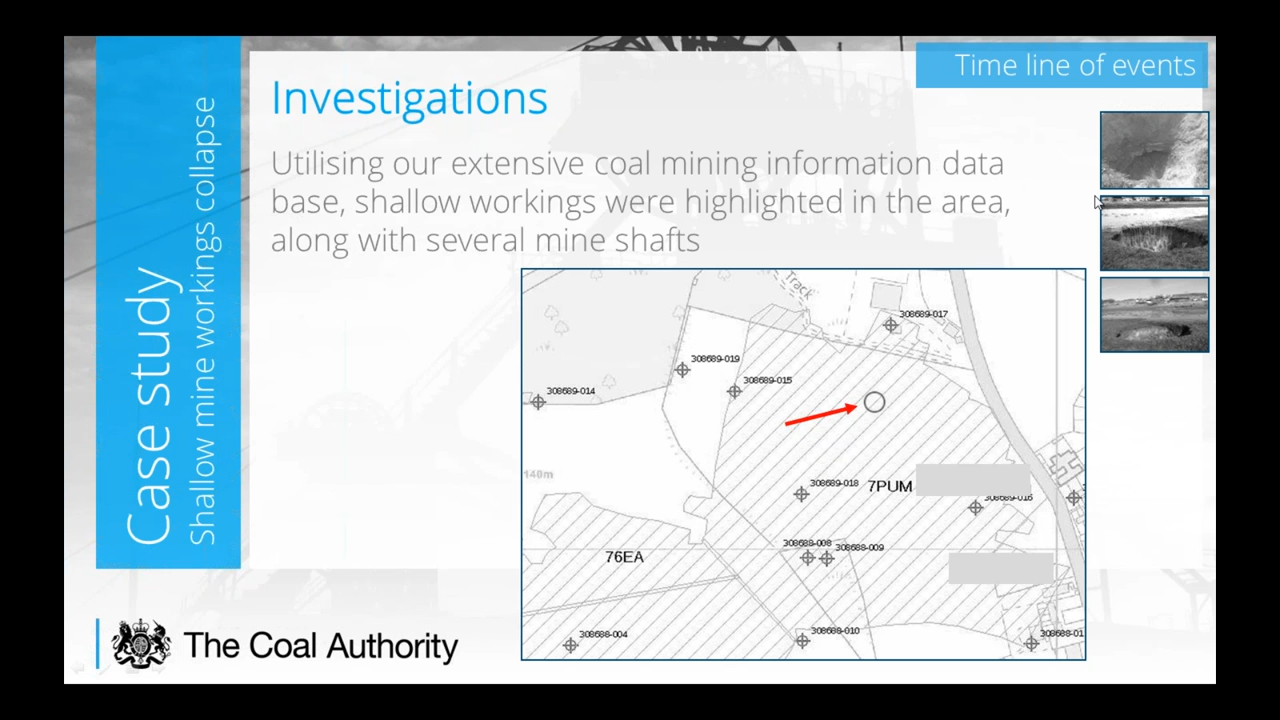 Time line of events
Investigations
Utilising our extensive coal mining information data
base, shallow workings were highlighted in the area,
along with several mine shafts
Case study
Shallow mine workings collapse
Track
308689-017
308689-019
308689-015
308689-014
140m
308689-018
7PUM
308689-016
308688-008
308688-009
76EA
308688-004
308688-010
308688-01
The Coal Authority